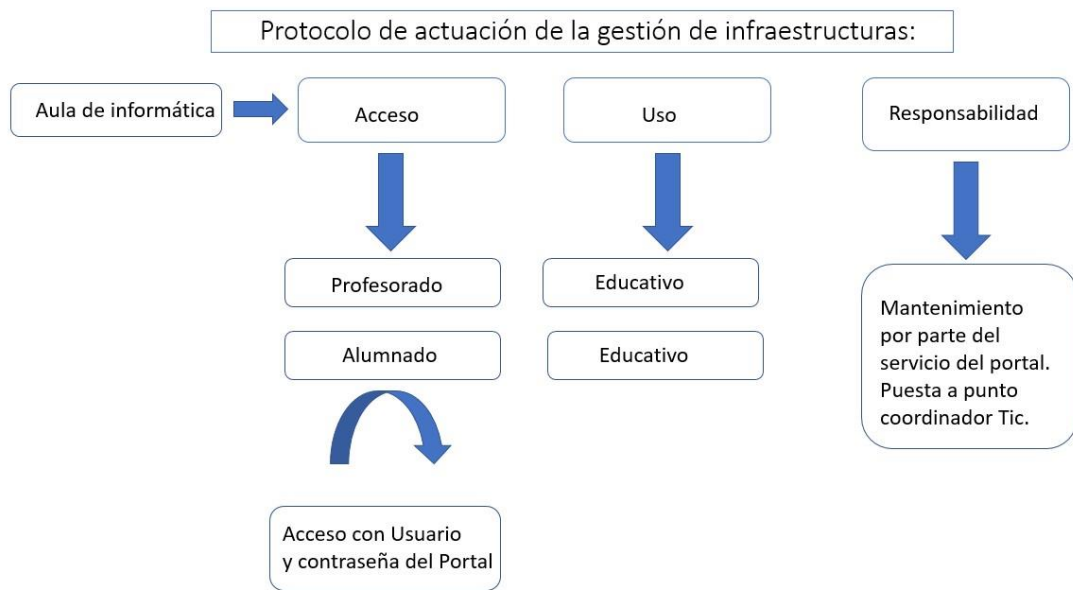 Protocolo de actuación de la gestión de infraestructuras:
Aula de informática
Acceso
Uso
Responsabilidad
Profesorado
Educativo
Alumnado
Educativo
Mantenimiento
por parte del
servicio del portal.
Puesta a punto
coordinador Tic.
Acceso con Usuario
y contraseña del Portal